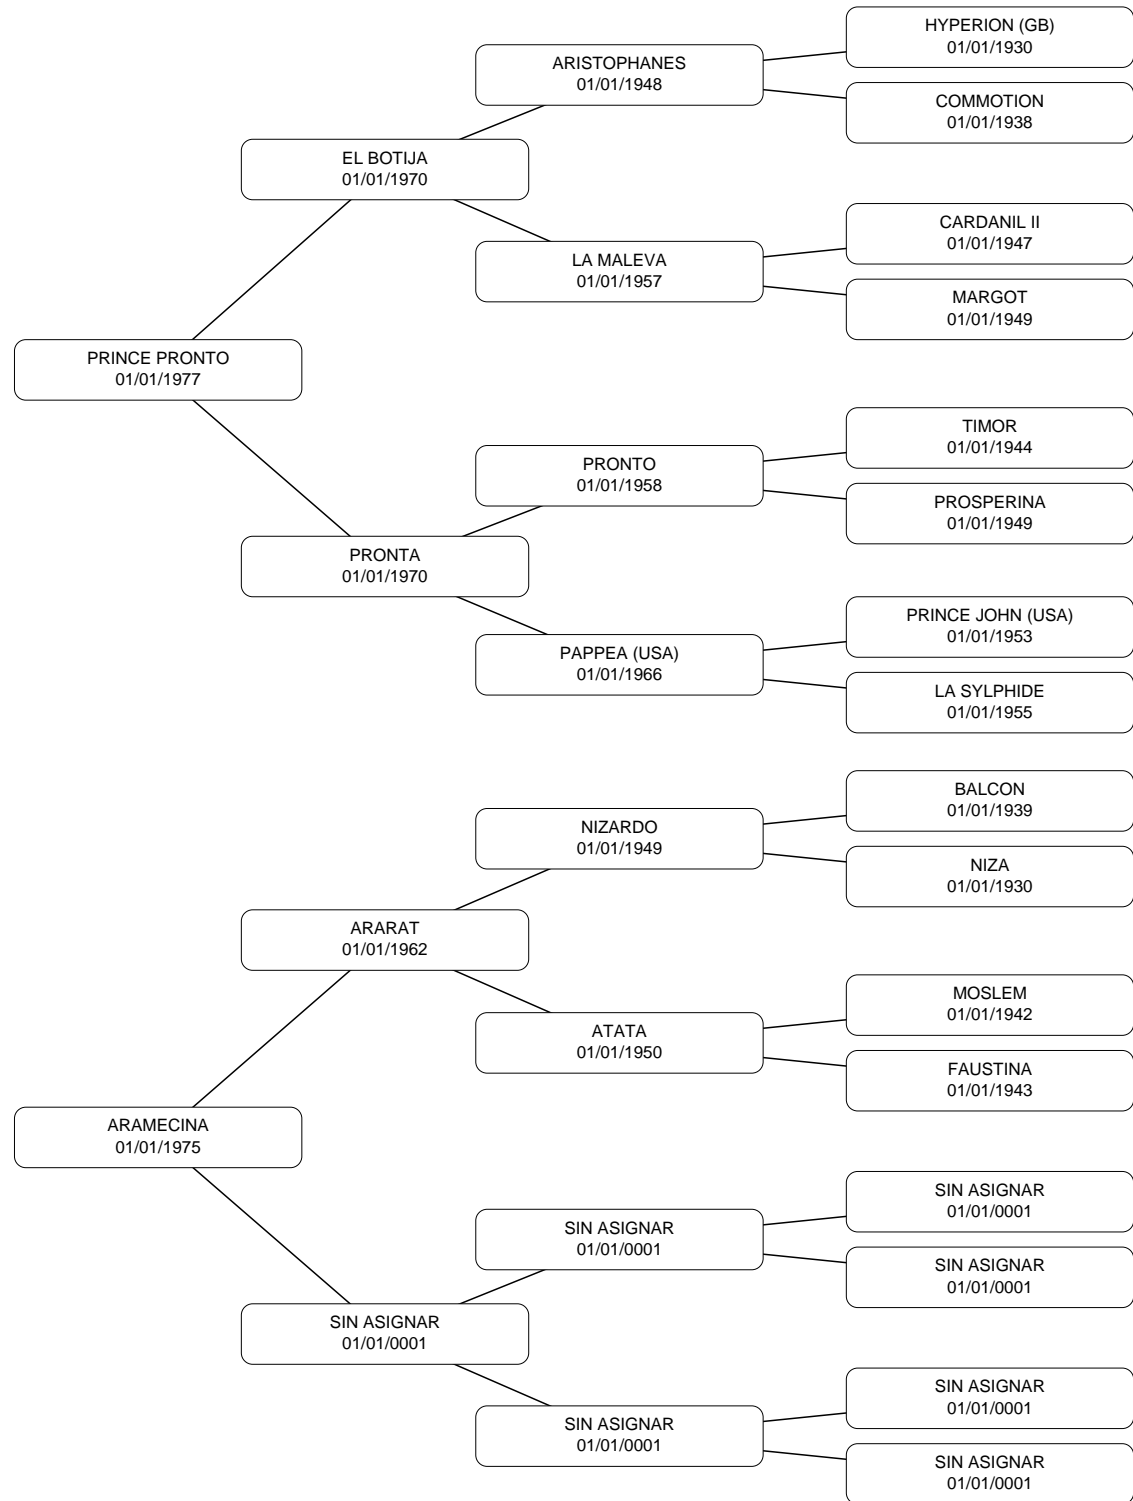 HYPERION (GB)
01/01/1930
ARISTOPHANES
01/01/1948
COMMOTION
01/01/1938
EL BOTIJA
01/01/1970
CARDANIL II
01/01/1947
LA MALEVA
01/01/1957
MARGOT
01/01/1949
PRINCE PRONTO
01/01/1977
TIMOR
01/01/1944
PRONTO
01/01/1958
PROSPERINA
01/01/1949
PRONTA
01/01/1970
PRINCE JOHN (USA)
01/01/1953
PAPPEA (USA)
01/01/1966
LA SYLPHIDE
01/01/1955
BALCON
01/01/1939
NIZARDO
01/01/1949
NIZA
01/01/1930
ARARAT
01/01/1962
MOSLEM
01/01/1942
ATATA
01/01/1950
FAUSTINA
01/01/1943
ARAMECINA
01/01/1975
SIN ASIGNAR
01/01/0001
SIN ASIGNAR
01/01/0001
SIN ASIGNAR
01/01/0001
SIN ASIGNAR
01/01/0001
SIN ASIGNAR
01/01/0001
SIN ASIGNAR
01/01/0001
SIN ASIGNAR
01/01/0001